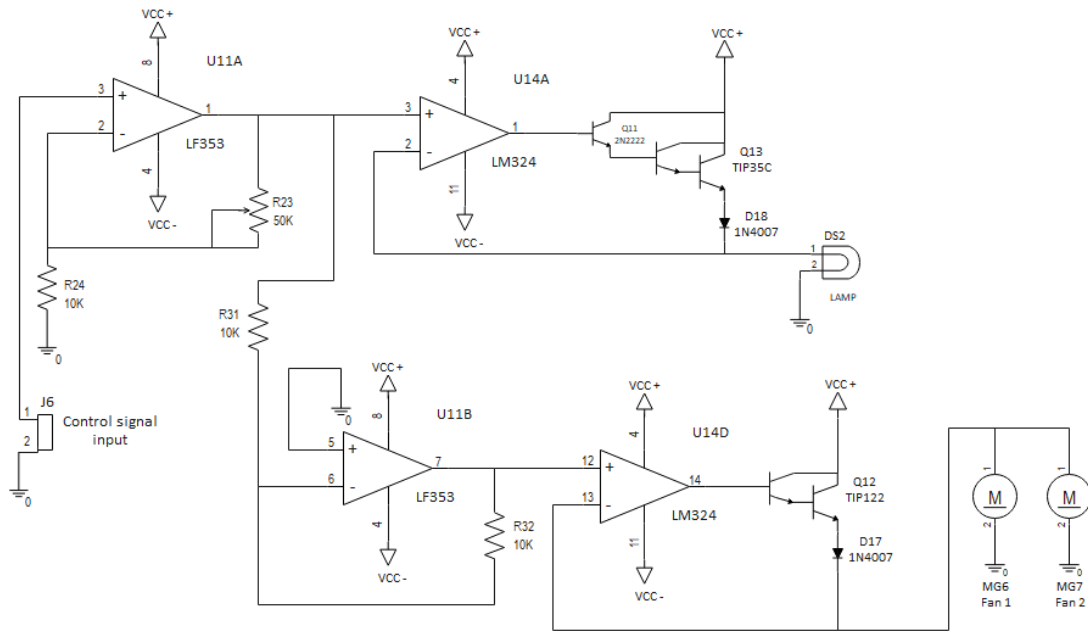 VCC +
8
U11A
3
+
1
2
-
LF353
4
VCC -
R23
50K
R24
10K
0
J6
1
2
Control signal
input
0
VCC +
4
U14A
3
+
1
2
-
LM324
11
VCC -
Q11
2N2222
VCC +
Q13
TIP35C
D18
1N4007
DS2
1
2
LAMP
0
R31
10K
0
VCC +
8
U11B
5
+
7
6
-
LF353
4
VCC -
R32
10K
VCC +
4
U14D
12
+
14
13
-
LM324
11
VCC -
VCC +
Q12
TIP122
D17
1N4007
1
M
2
0
MG6
Fan 1
1
M
2
0
MG7
Fan 2